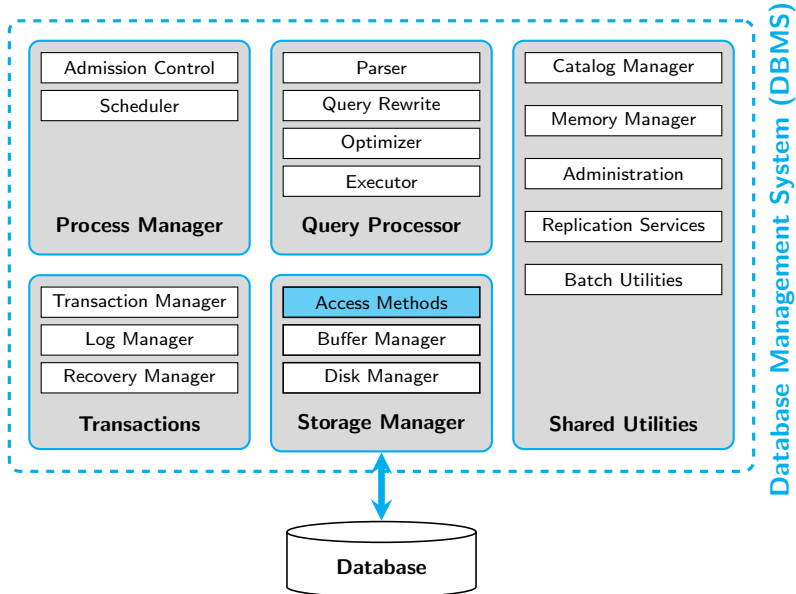 Admission Control
Scheduler
Process Manager
Parser
Query Rewrite
Optimizer
Executor
Query Processor
Catalog Manager
Memory Manager
Administration
Replication Services
Batch Utilities
Shared Utilities
Transaction Manager
Log Manager
Recovery Manager
Transactions
Access Methods
Buffer Manager
Disk Manager
Storage Manager
Database
Database Management System (DBMS)